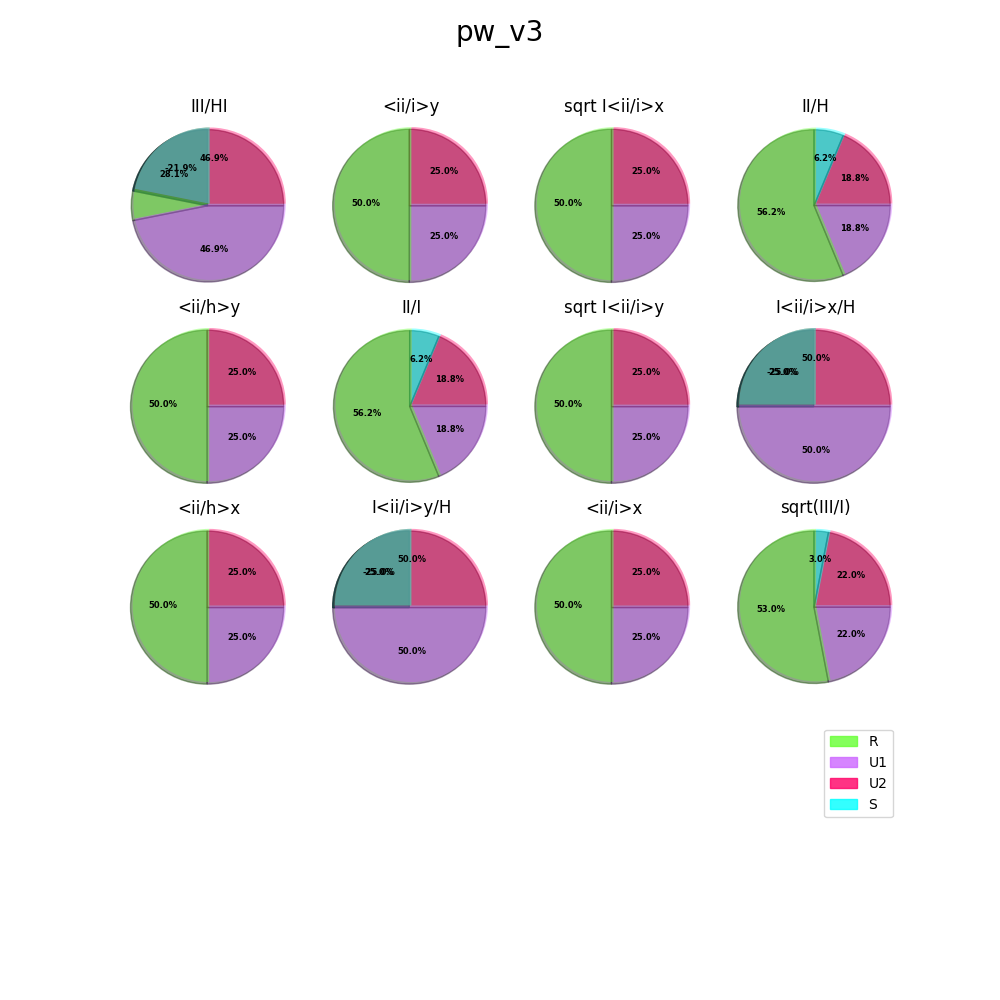 pw_v3
III/HI
<ii/i>y
sqrt I<ii/i>x
II/H
46.9%
-21.9%
28.1%
46.9%
25.0%
50.0%
25.0%
25.0%
50.0%
25.0%
6.2%
18.8%
56.2%
18.8%
<ii/h>y
II/I
sqrt I<ii/i>y
I<ii/i>x/H
25.0%
50.0%
25.0%
6.2%
18.8%
56.2%
18.8%
25.0%
50.0%
25.0%
50.0%
50.0%
<ii/h>x
I<ii/i>y/H
<ii/i>x
sqrt(III/I)
25.0%
50.0%
25.0%
50.0%
50.0%
25.0%
50.0%
25.0%
3.0%
22.0%
53.0%
22.0%
R
U1
U2
S